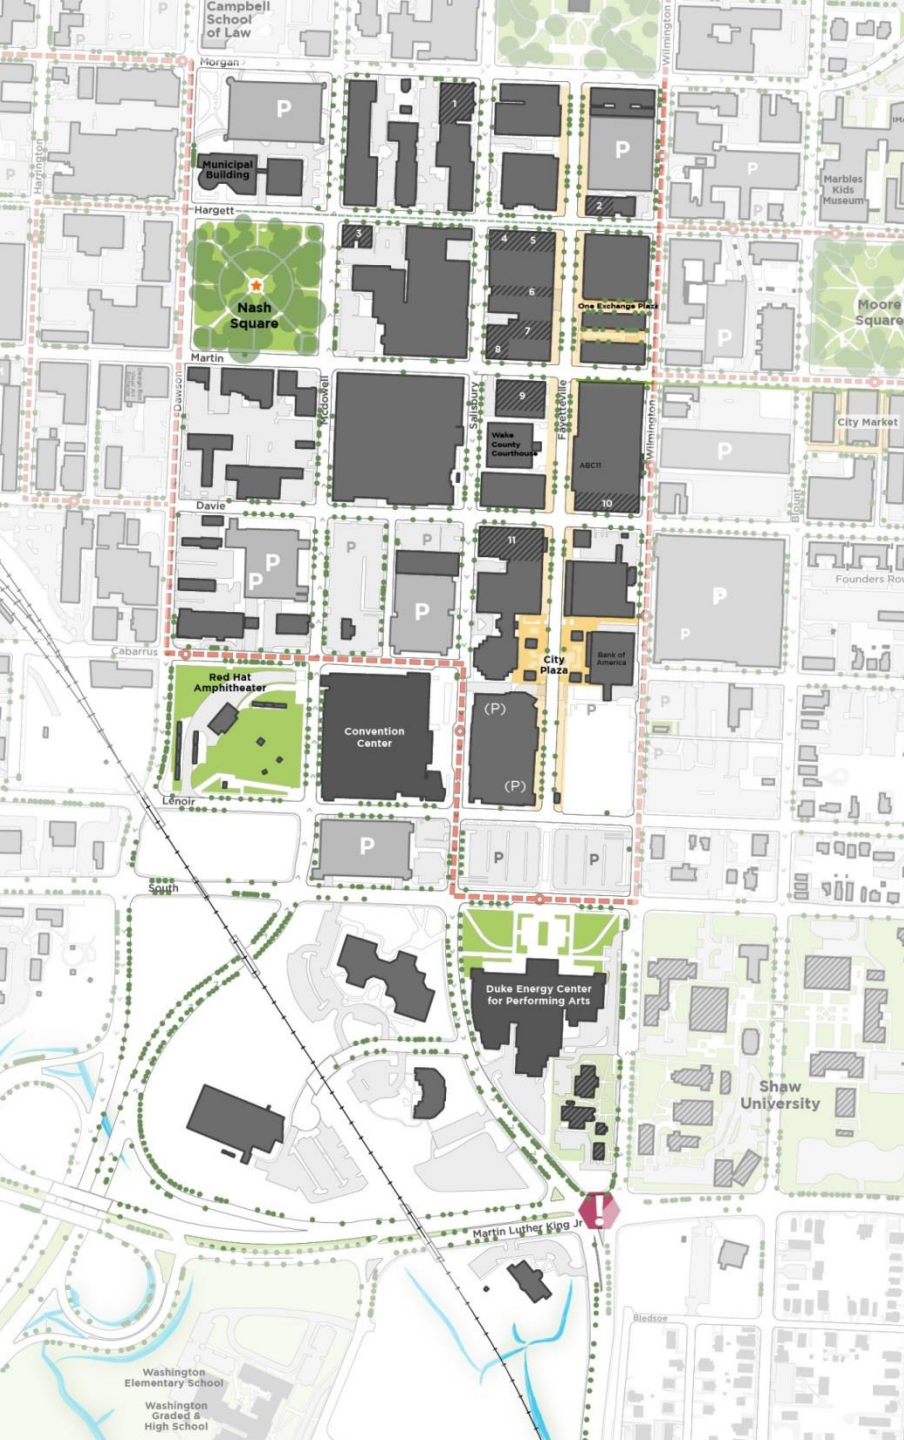 Campbell
School
of Law
Wilmington
Morgan
P
P
1
P
Harrington
P
P
IMA
Municipal
Building
Marbles
Kids
Museum
2
P
Hargett
3
4
5
Nash
Square
6
One Exchange Plaza
Moore
Square
7
P
8
Martin
Dawson
McDowell
Salisbury
9
Fayetteville
Wilmington
City Market
Wake
County
Courthouse
P
ABC11
10
Blount
Davie
11
P
P
P
P
P
P
Founders Row
P
P
Cabarrus
City
Plaza
Bank of
America
Red Hat
Amphitheater
(P)
P
P
Convention
Center
P
(P)
Lenoir
P
P
P
South
Duke Energy Center
for Performing Arts
Shaw
University
!
Martin Luther King Jr
Bledsoe
Washington
Elementary School
Washington
Graded &
High School